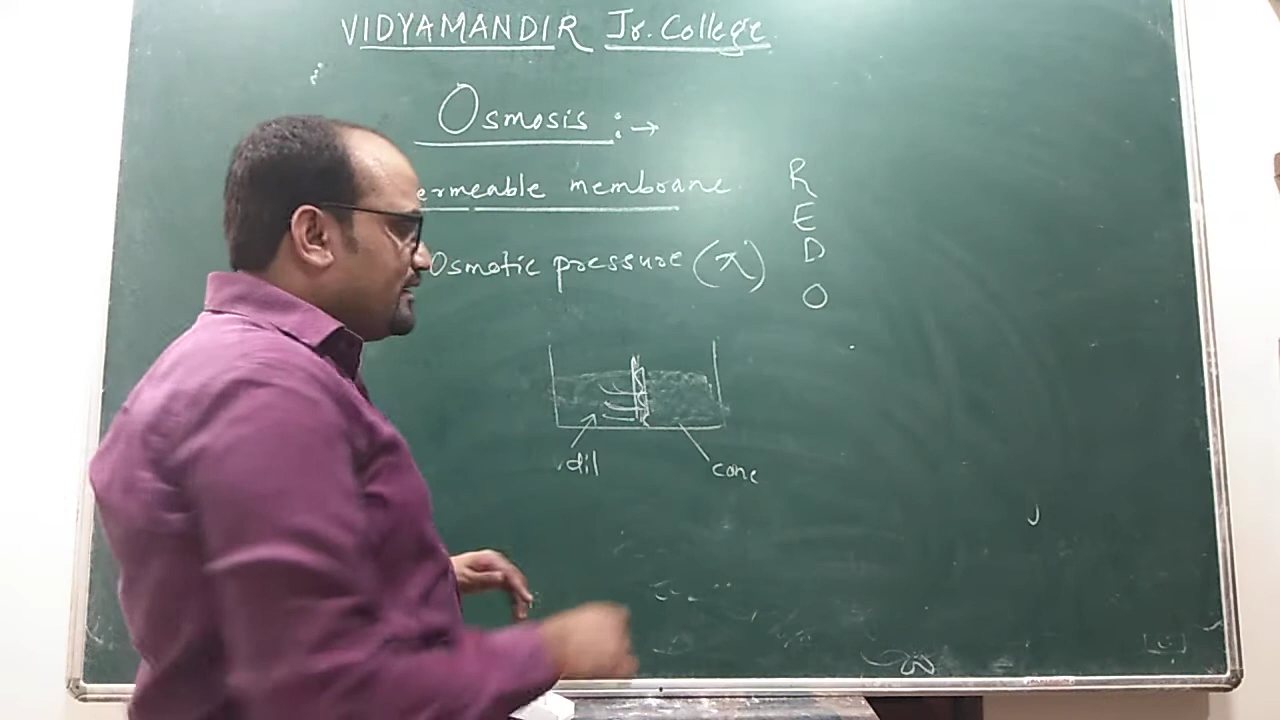 VIDYAMANDIR Jr. College.
Osmosis :→
ermeable membrane.
Osmotic pressure (π)
R
E
D
O
dil
conc